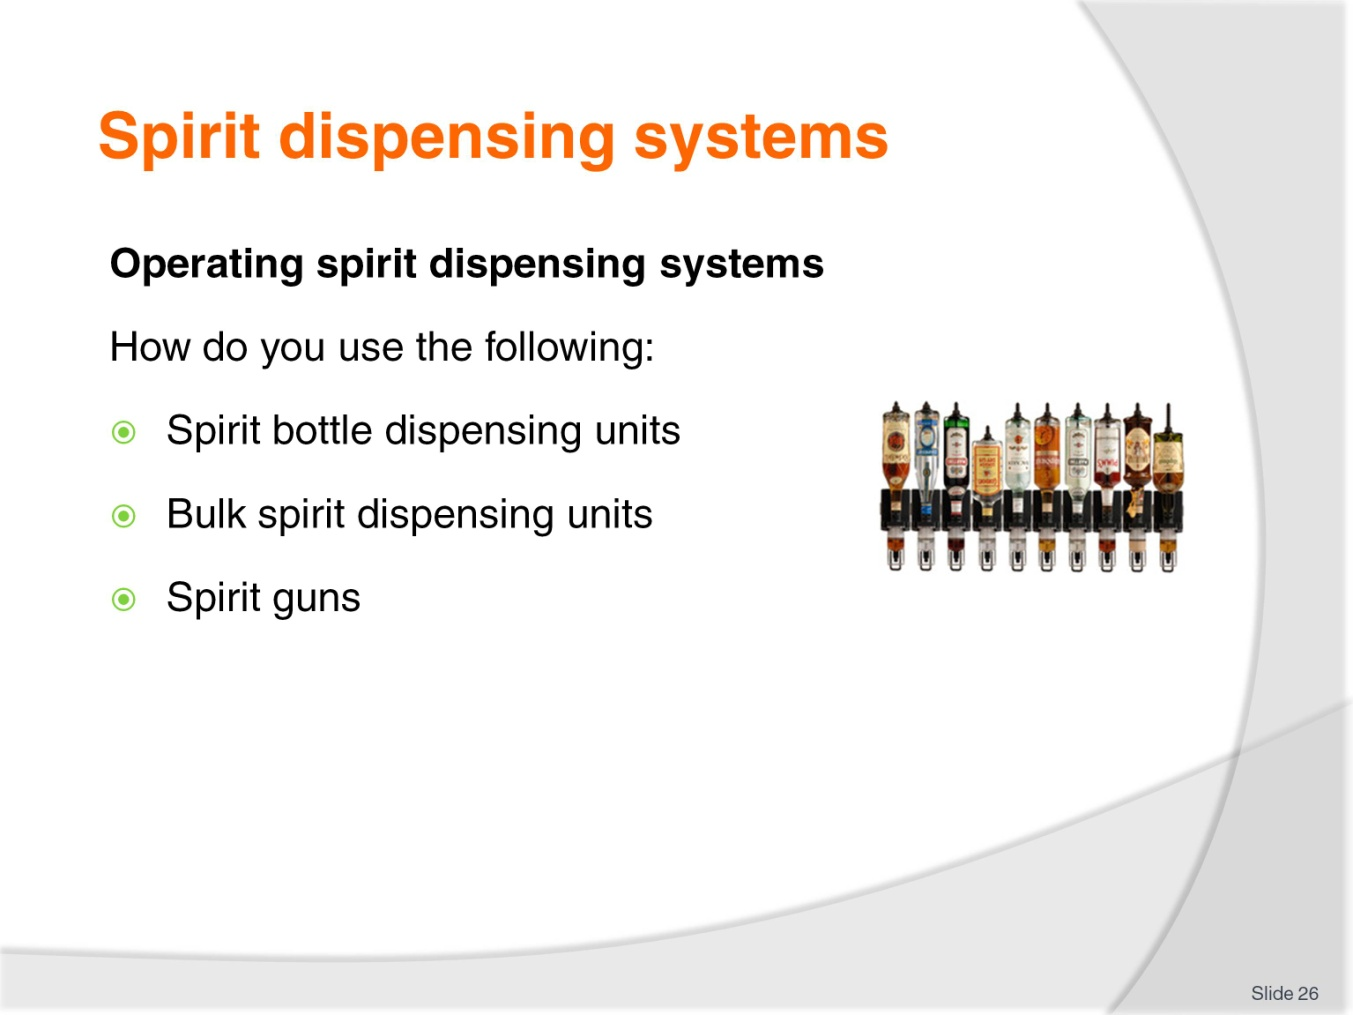 Spirit dispensing systems
Operating spirit dispensing systems
How do you use the following:
Spirit bottle dispensing units
Bulk spirit dispensing units
Spirit guns
Slide 26